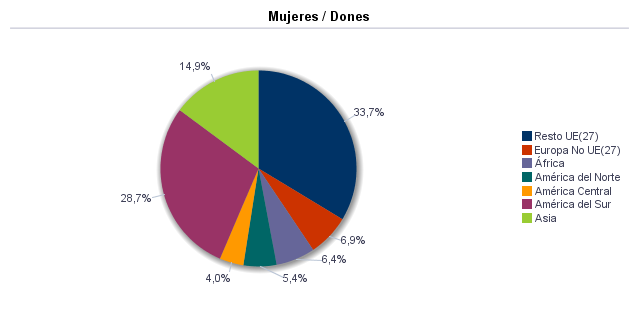 Mujeres / Dones
14,9%
33,7%
28,7%
6,9%
6,4%
4,0%
5,4%
Resto UE(27)
Europa No UE(27)
África
América del Norte
América Central
América del Sur
Asia